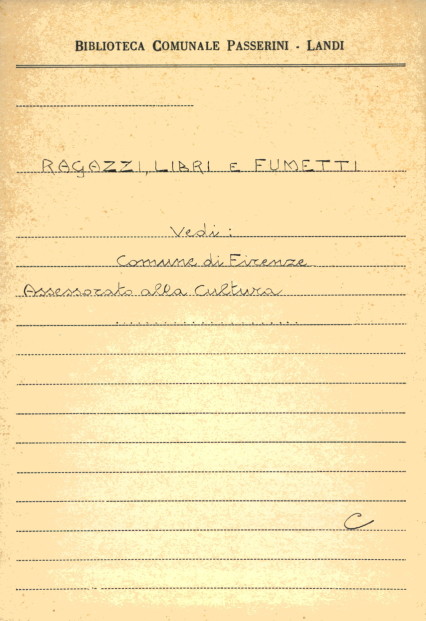 BIBLIOTECA COMUNALE PASSERINI - LANDI
RAGAZZI, LIBRI E FUMETTI
Vedi:
Comune di Firenze
Assessorato alla Cultura
....................
C